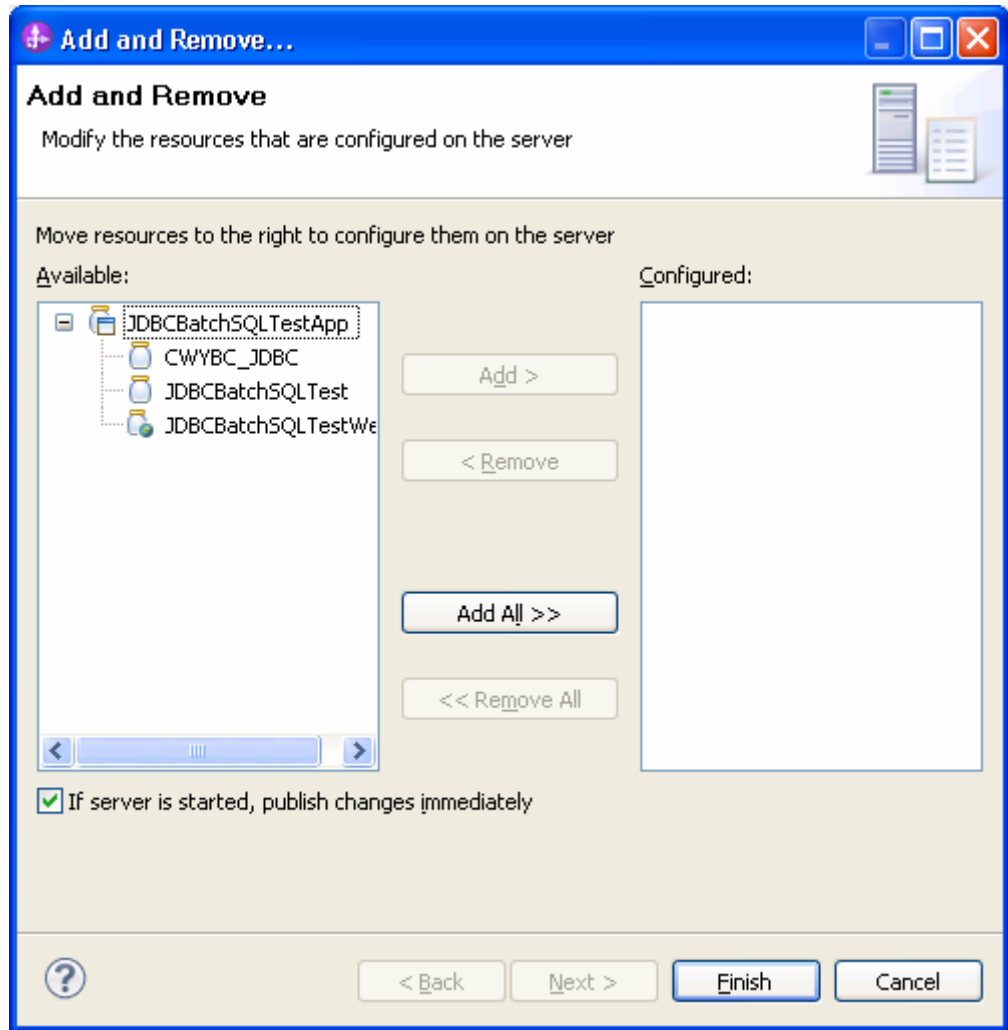 Add and Remove...
Add and Remove
Modify the resources that are configured on the server
Move resources to the right to configure them on the server
Available:
Configured:
JDBCBatchSQLTestApp
CWYBC_JDBC
JDBCBatchSQLTest
JDBCBatchSQLTestWe
Add >
< Remove
Add All >>
<< Remove All
If server is started, publish changes immediately
?
< Back
Next >
Finish
Cancel